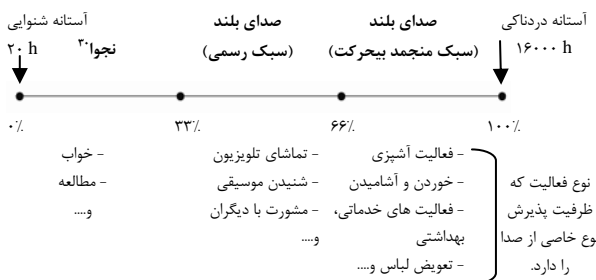 آستانه شنوایی
۲۰ h
نجوا۳۰
صدای بلند
(سبک رسمی)
صدای بلند
(سبک منجمد بیحرکت)
آستانه دردناکی
۱۶۰۰۰ h
۰٪
۳۳٪
۶۶٪
۱۰۰٪
- خواب
- مطالعه
و....
- تماشای تلویزیون
- شنیدن موسیقی
- مشورت با دیگران
و....
- فعالیت آشپزی
- خوردن و آشامیدن
- فعالیت های خدماتی،
بهداشتی
- تعویض لباس و....
نوع فعالیت که
ظرفیت پذیرش
وع خاصی از صدا
را دارد.